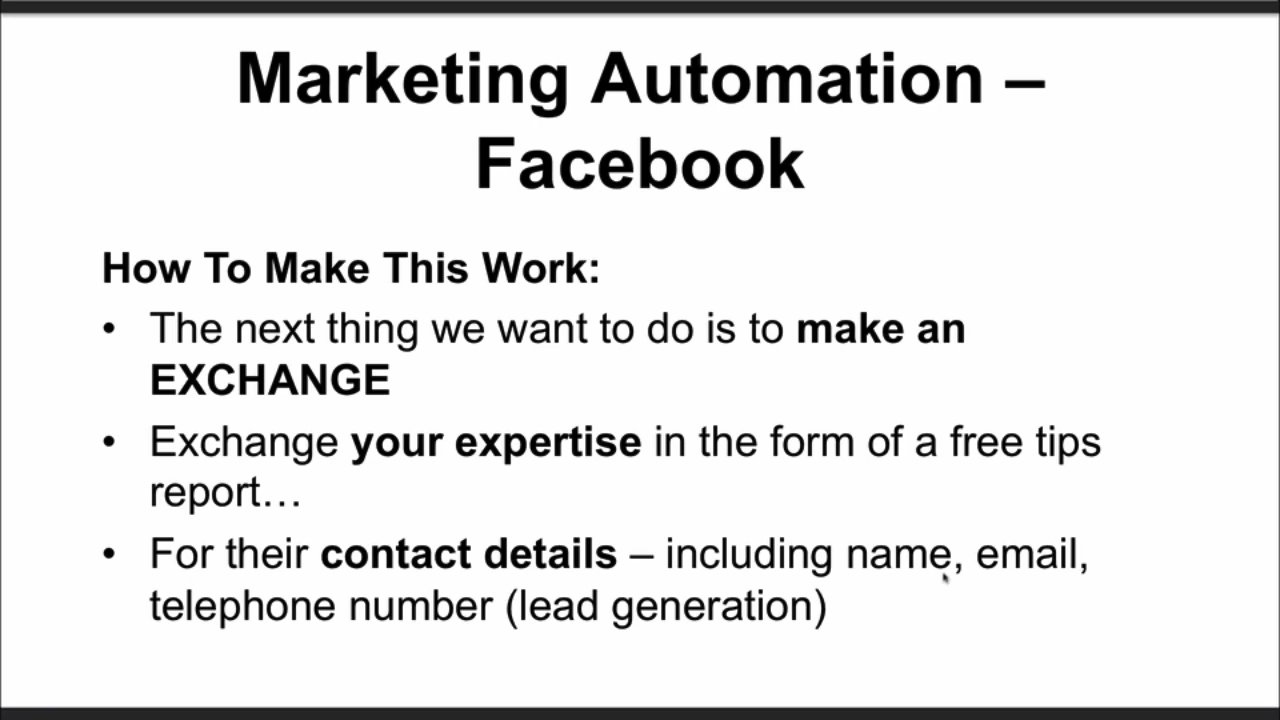 Marketing Automation –
Facebook
How To Make This Work:
• The next thing we want to do is to make an
EXCHANGE
• Exchange your expertise in the form of a free tips
report…
• For their contact details – including name, email,
telephone number (lead generation)